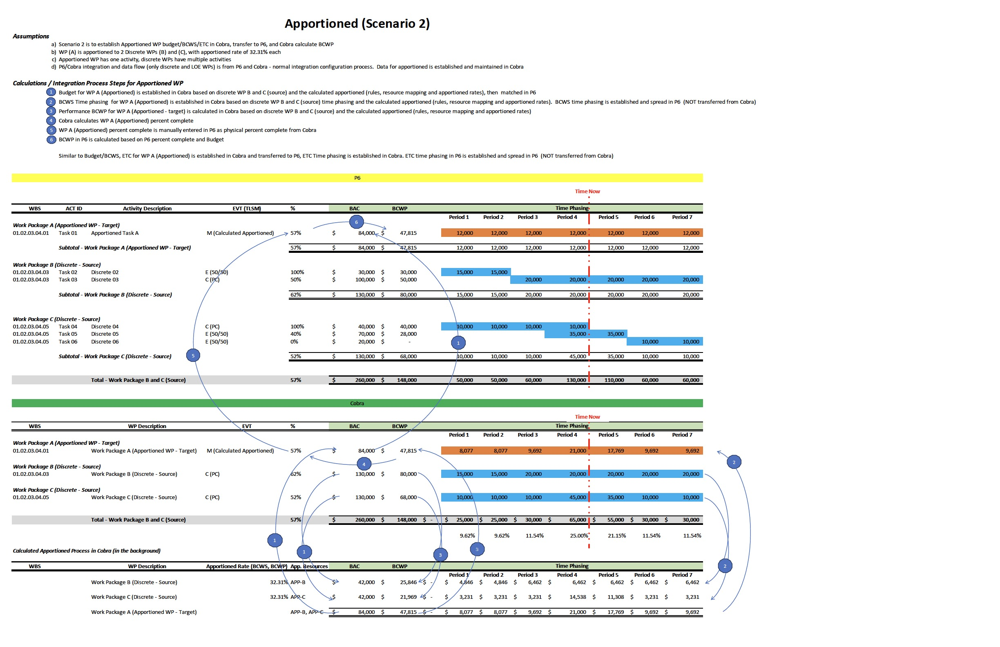 Apportioned (Scenario 2)
Assumptions
a) Scenario 2 is to establish Apportioned WP budget/BCWS/ETC in Cobra, transfer to P6, and Cobra calculate BCWP
b) WP (A) is apportioned to 2 Discrete WPs (B) and (C), with apportioned rate of 32.31% each
c) Apportioned WP has one activity, discrete WPs have multiple activities
d) P6/Cobra integration and data flow (only discrete and LOE WPs) is from P6 and Cobra - normal integration configuration process. Data for apportioned is established and maintained in Cobra
Calculations / Integration Process Steps for Apportioned WP
1 Budget for WP A (Apportioned) is established in Cobra based on discrete WP B and C (source) and the calculated apportioned (rules, resource mapping and apportioned rates), then matched in P6
2 BCWS Time phasing for WP A (Apportioned) is established in Cobra based on discrete WP B and C (source) time phasing and the calculated apportioned (rules, resource mapping and apportioned rates). BCWS time phasing is established and spread in P6 (NOT transferred from Cobra)
3 Performance BCWP for WP A (Apportioned - target) is calculated in Cobra based on discrete WP B and C (source) and the calculated apportioned (rules, resource mapping and apportioned rates)
4 Cobra calculates WP A (Apportioned) percent complete
5 WP A (Apportioned) percent complete is manually entered in P6 as physical percent complete from Cobra
6 BCWP in P6 is calculated based on P6 percent complete and Budget
Similar to Budget/BCWS, ETC for WP A (Apportioned) is established in Cobra and transferred to P6, ETC Time phasing is established in Cobra. ETC time phasing in P6 is established and spread in P6 (NOT transferred from Cobra)
P6
Time Now
WBS ACT ID Activity Description EVT (TLSM) % BAC BCWP Time Phasing
Period 1 Period 2 Period 3 Period 4 Period 5 Period 6 Period 7
6
Work Package A (Apportioned WP - Target)
01.02.03.04.01 Task 01 Apportioned Task A M (Calculated Apportioned) 57% $ 84,000 $ 47,815 12,000 12,000 12,000 12,000 12,000 12,000 12,000
Subtotal - Work Package A (Apportioned WP - Target) 57% $ 84,000 $ 47,815 12,000 12,000 12,000 12,000 12,000 12,000 12,000
Work Package B (Discrete - Source)
01.02.03.04.03 Task 02 Discrete 02 E (50/50) 100% $ 30,000 $ 30,000 15,000 15,000
01.02.03.04.03 Task 03 Discrete 03 C (PC) 50% $ 100,000 $ 50,000 20,000 20,000 20,000 20,000 20,000
Subtotal - Work Package B (Discrete - Source) 62% $ 130,000 $ 80,000 15,000 15,000 20,000 20,000 20,000 20,000 20,000
Work Package C (Discrete - Source)
01.02.03.04.05 Task 04 Discrete 04 C (PC) 100% $ 40,000 $ 40,000 10,000 10,000 10,000 10,000
01.02.03.04.05 Task 05 Discrete 05 E (50/50) 40% $ 70,000 $ 28,000 35,000 35,000
01.02.03.04.05 Task 06 Discrete 06 E (50/50) 0% $ 20,000 $ - 10,000 10,000
1
5
Subtotal - Work Package C (Discrete - Source) 52% $ 130,000 $ 68,000 10,000 10,000 10,000 45,000 35,000 10,000 10,000
Total - Work Package B and C (Source) 57% $ 260,000 $ 148,000 50,000 50,000 60,000 130,000 110,000 60,000 60,000
Cobra
Time Now
WBS WP Description EVT % BAC BCWP Time Phasing
Period 1 Period 2 Period 3 Period 4 Period 5 Period 6 Period 7
Work Package A (Apportioned WP - Target)
01.02.03.04.01 Work Package A (Apportioned WP - Target) M (Calculated Apportioned) 57% $ 84,000 $ 47,815 8,077 8,077 9,692 21,000 17,769 9,692 9,692
4
2
Work Package B (Discrete - Source)
01.02.03.04.03 Work Package B (Discrete - Source) C (PC) 62% $ 130,000 $ 80,000 15,000 15,000 20,000 20,000 20,000 20,000 20,000
Work Package C (Discrete - Source)
01.02.03.04.05 Work Package C (Discrete - Source) C (PC) 52% $ 130,000 $ 68,000 10,000 10,000 10,000 45,000 35,000 10,000 10,000
Total - Work Package B and C (Source) 57% $ 260,000 $ 148,000 $ - $ 25,000 $ 25,000 $ 30,000 $ 65,000 $ 55,000 $ 30,000 $ 30,000
9.62% 9.62% 11.54% 25.00% 21.15% 11.54% 11.54%
1
1
3
3
2
Calculated Apportioned Process in Cobra (in the background)
WBS WP Description Apportioned Rate (BCWS, BCWP) App. Resources BAC BCWP Time Phasing
Period 1 Period 2 Period 3 Period 4 Period 5 Period 6 Period 7
Work Package B (Discrete - Source) 32.31% APP-B $ 42,000 $ 25,846 $ - $ 4,846 $ 4,846 $ 6,462 $ 6,462 $ 6,462 $ 6,462 $ 6,462
Work Package C (Discrete - Source) 32.31% APP-C $ 42,000 $ 21,969 $ - $ 3,231 $ 3,231 $ 3,231 $ 14,538 $ 11,308 $ 3,231 $ 3,231
Work Package A (Apportioned WP - Target) APP-B, APP-C $ 84,000 $ 47,815 $ - $ 8,077 $ 8,077 $ 9,692 $ 21,000 $ 17,769 $ 9,692 $ 9,692